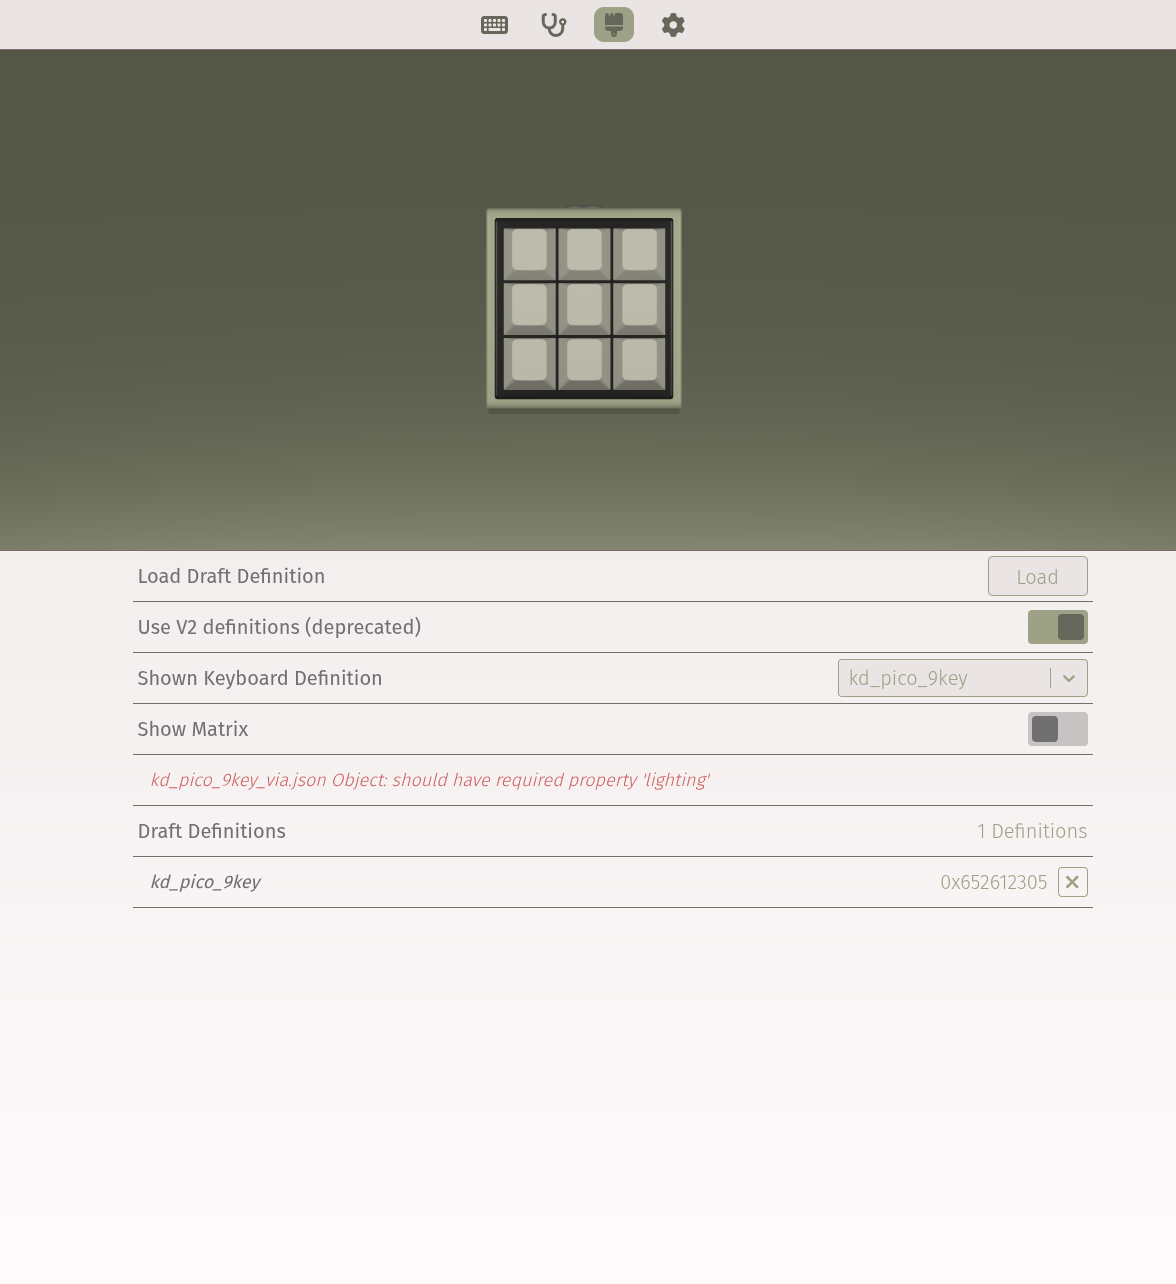 Load Draft Definition
Load
Use V2 definitions (deprecated)
Shown Keyboard Definition
kd_pico_9key
Show Matrix
kd_pico_9key_via.json Object: should have required property 'lighting'
Draft Definitions
1 Definitions
kd_pico_9key
0x652612305